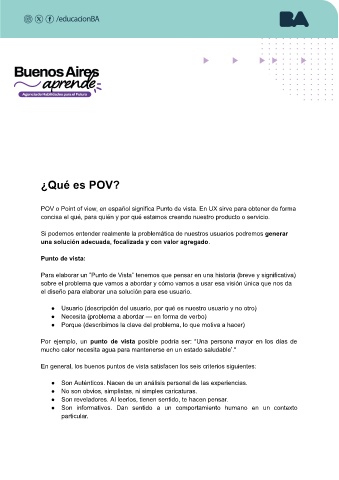 /educacionBA
BA
Buenos Aires
aprende
Agencia de Habilidades para el Futuro
¿Qué es POV?
POV o Point of view, en español significa Punto de vista. En UX sirve para obtener de forma
concisa el qué, para quién y por qué estamos creando nuestro producto o servicio.
Si podemos entender realmente la problemática de nuestros usuarios podremos generar
una solución adecuada, focalizada y con valor agregado.
Punto de vista:
Para elaborar un "Punto de Vista" tenemos que pensar en una historia (breve y significativa)
sobre el problema que vamos a abordar y cómo vamos a usar esa visión única que nos da
el diseño para elaborar una solución para ese usuario.
● Usuario (descripción del usuario, por qué es nuestro usuario y no otro)
● Necesita (problema a abordar — en forma de verbo)
● Porque (describimos la clave del problema, lo que motiva a hacer)
Por ejemplo, un punto de vista posible podría ser: "Una persona mayor en los días de
mucho calor necesita agua para mantenerse en un estado saludable'."
En general, los buenos puntos de vista satisfacen los seis criterios siguientes:
● Son Auténticos. Nacen de un análisis personal de las experiencias.
● No son obvios, simplistas, ni simples caricaturas.
● Son reveladores. Al leerlos, tienen sentido, te hacen pensar.
● Son informativos. Dan sentido a un comportamiento humano en un contexto
particular.